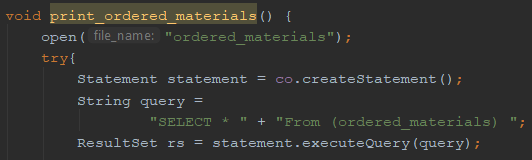 void print_ordered_materials() {
open( file_name: "ordered_materials");
try{
Statement statement = co.createStatement();
String query =
"SELECT * " + "From (ordered_materials) ";
ResultSet rs = statement.executeQuery(query);